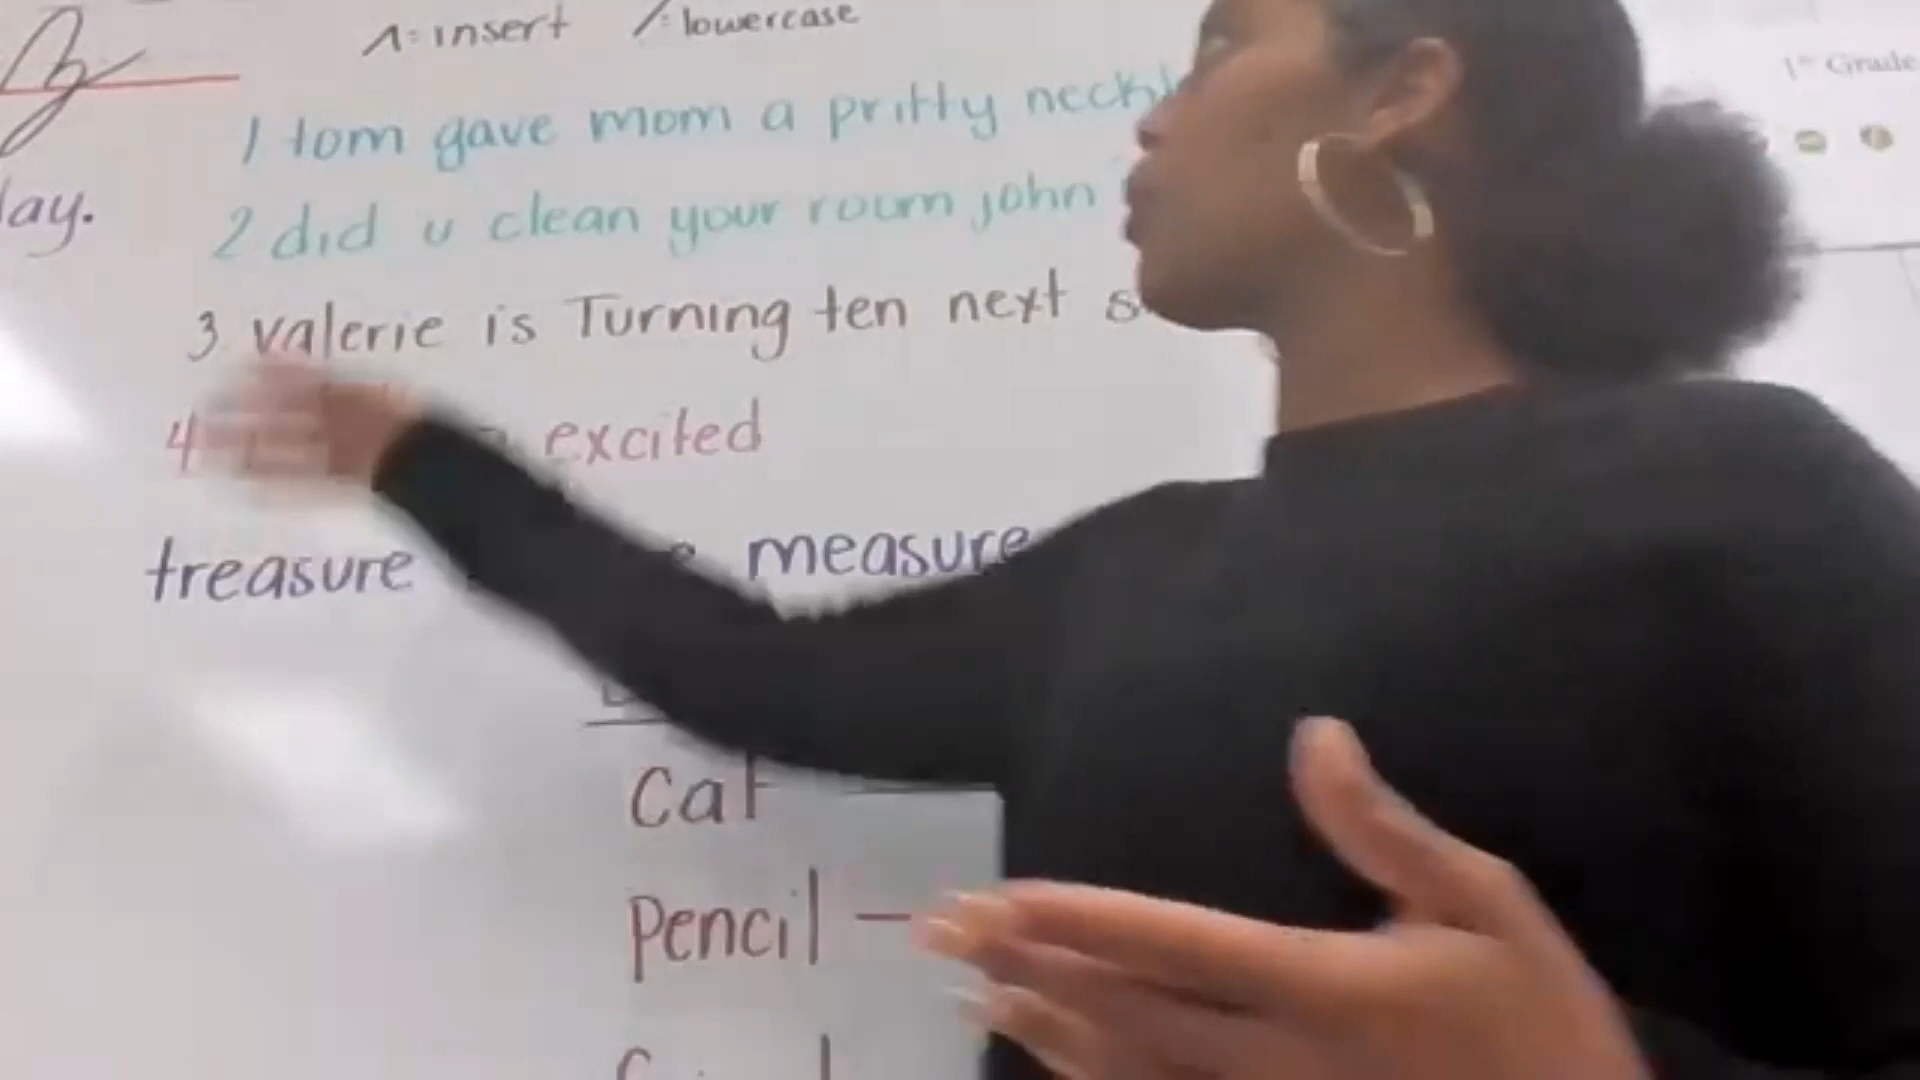 ^: insert /: lowercase
1st Grade
1 tom gave mom a pritty
lay.
2 did u clean your room john
3 valerie is Turning ten next
4 excited
treasure measure
cat
pencil —